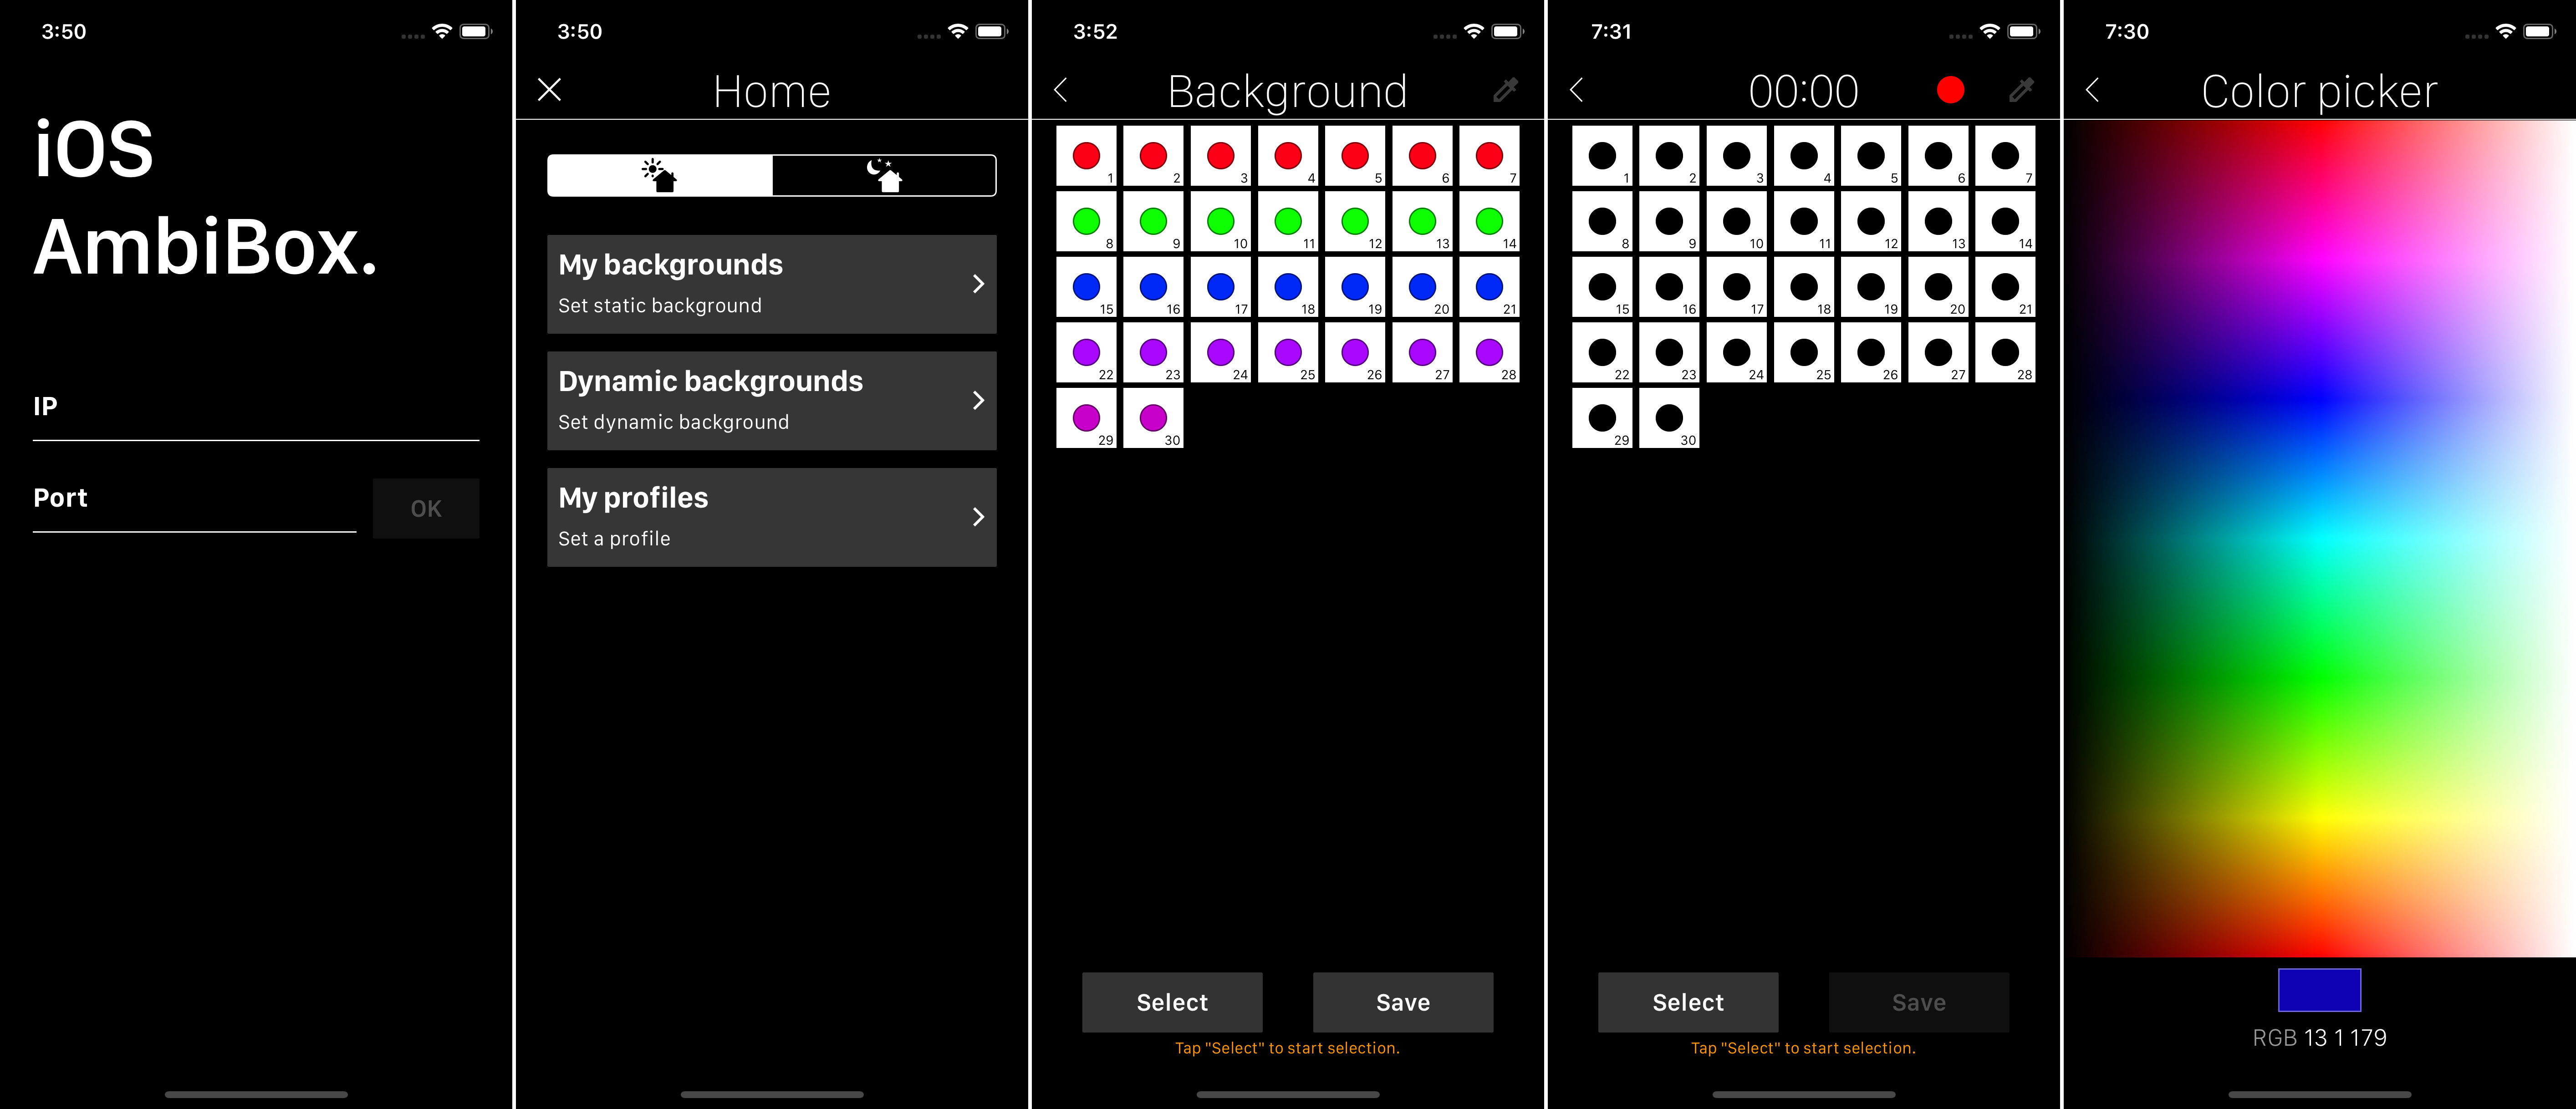 3:50
iOS
AmbiBox.
IP
Port
OK
3:50
Home
My backgrounds
Set static background
Dynamic backgrounds
Set dynamic background
My profiles
Set a profile
3:52
Background
1 2 3 4 5 6 7
8 9 10 11 12 13 14
15 16 17 18 19 20 21
22 23 24 25 26 27 28
29 30
Select Save
Tap "Select" to start selection.
7:31
00:00
1 2 3 4 5 6 7
8 9 10 11 12 13 14
15 16 17 18 19 20 21
22 23 24 25 26 27 28
29 30
Select Save
Tap "Select" to start selection.
7:30
Color picker
RGB 13 1 179